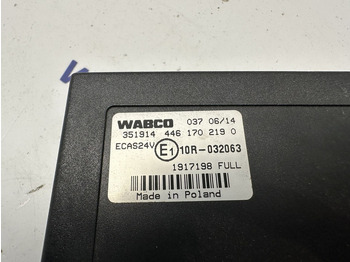 WABCO 037 06/14
351914 446 170 219 0
ECAS24V E1 10R-032063
1917198 FULL
Made in Poland